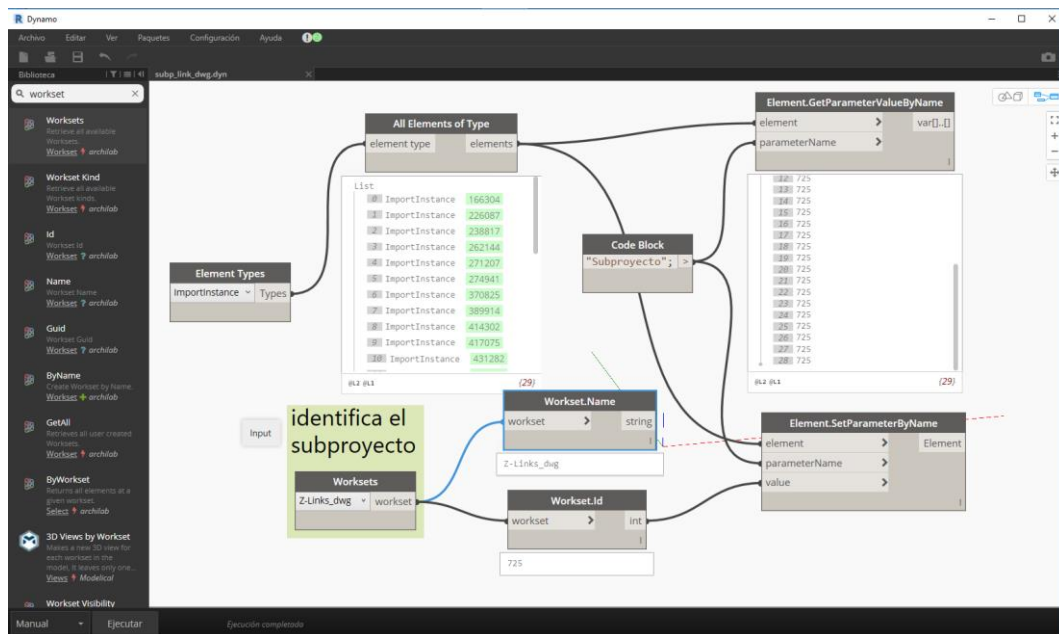 Dynamo
Archivo Editar Ver Paquetes Configuración Ayuda
Biblioteca
subp_link_dwg.dyn
workset
Worksets
Retrieve all available
Worksets.
Workset archilab
Workset Kind
Retrieve all available
Workset kinds.
Workset archilab
Id
Workset Id
Workset ? archilab
Name
Workset Name
Workset ? archilab
Guid
Workset Guid
Workset ? archilab
ByName
Create Workset by Name.
Workset + archilab
GetAll
Retrieves all user created
Worksets.
Workset archilab
ByWorkset
Returns all elements at a
given workset.
Select archilab
3D Views by Workset
Makes a new 3D view for
each workset in the
model. It leaves only one...
Views Modelical
Workset Visibility
Manual
Ejecutar
Ejecución completada
Element Types
ImportInstance Types
All Elements of Type
element type elements
List
0 ImportInstance 166304
1 ImportInstance 226087
2 ImportInstance 238817
3 ImportInstance 262144
4 ImportInstance 271207
5 ImportInstance 274941
6 ImportInstance 370825
7 ImportInstance 389914
8 ImportInstance 414302
9 ImportInstance 417075
10 ImportInstance 431282
@L2 @L1 {29}
Code Block
"Subproyecto"; >
Element.GetParameterValueByName
element > var[]..[]
parameterName >
12 725
13 725
14 725
15 725
16 725
17 725
18 725
19 725
20 725
21 725
22 725
23 725
24 725
25 725
26 725
27 725
28 725
@L2 @L1 {29}
Input
identifica el
subproyecto
Worksets
Z-Links_dwg workset
Workset.Name
workset > string
Z-Links_dwg
Workset.Id
workset > int
725
Element.SetParameterByName
element > Element
parameterName >
value >